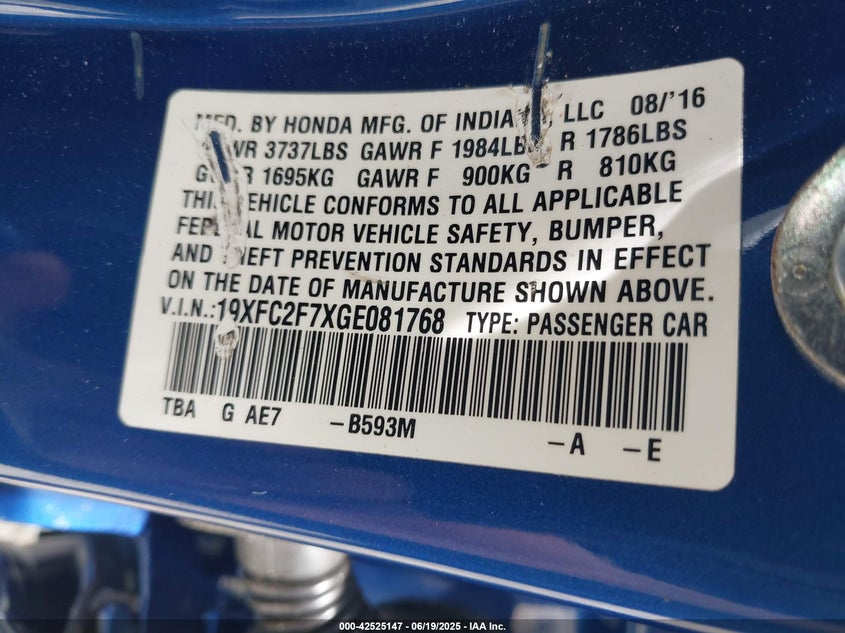 MFD. BY HONDA MFG. OF INDIA LLC 08/'16
3737LBS GAWR F 1984LBS R 1786LBS
1695KG GAWR F 900KG R 810KG
THIS VEHICLE CONFORMS TO ALL APPLICABLE
FEDERAL MOTOR VEHICLE SAFETY, BUMPER,
AND THEFT PREVENTION STANDARDS IN EFFECT
ON THE DATE OF MANUFACTURE SHOWN ABOVE.
V.I.N.:19XFC2F7XGE081768 TYPE: PASSENGER CAR
TBA G AE7 -B593M -A -E
000-42525147 - 06/19/2025 - IAA Inc.